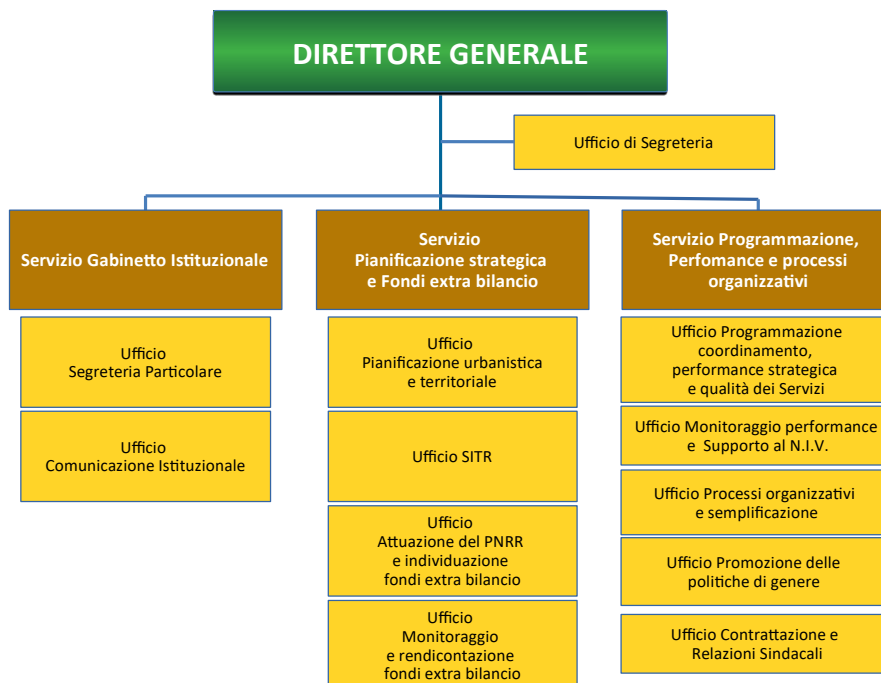 DIRETTORE GENERALE
Ufficio di Segreteria
Servizio Gabinetto Istituzionale
Ufficio
Segreteria Particolare
Ufficio
Comunicazione Istituzionale
Servizio
Pianificazione strategica
e Fondi extra bilancio
Ufficio
Pianificazione urbanistica
e territoriale
Ufficio SITR
Ufficio
Attuazione del PNRR
e individuazione
fondi extra bilancio
Ufficio
Monitoraggio
e rendicontazione
fondi extra bilancio
Servizio Programmazione,
Perfomance e processi
organizzativi
Ufficio Programmazione
coordinamento,
performance strategica
e qualità dei Servizi
Ufficio Monitoraggio performance
e Supporto al N.I.V.
Ufficio Processi organizzativi
e semplificazione
Ufficio Promozione delle
politiche di genere
Ufficio Contrattazione e
Relazioni Sindacali